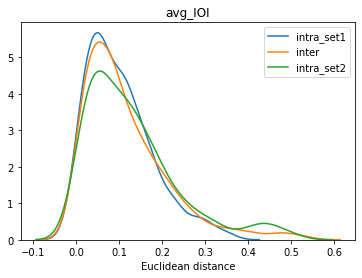 avg_IOI
intra_set1
inter
intra_set2
5
4
3
2
1
0
−0.1 0.0 0.1 0.2 0.3 0.4 0.5 0.6
Euclidean distance